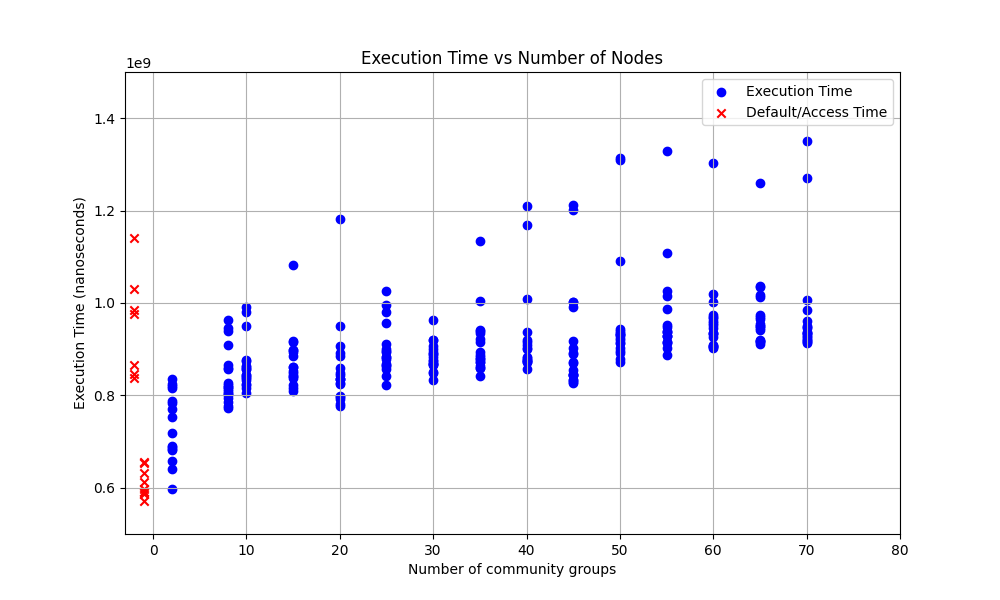 Execution Time vs Number of Nodes
1e9
Execution Time
Default/Access Time
1.4
1.2
1.0
0.8
0.6
Execution Time (nanoseconds)
0 10 20 30 40 50 60 70 80
Number of community groups